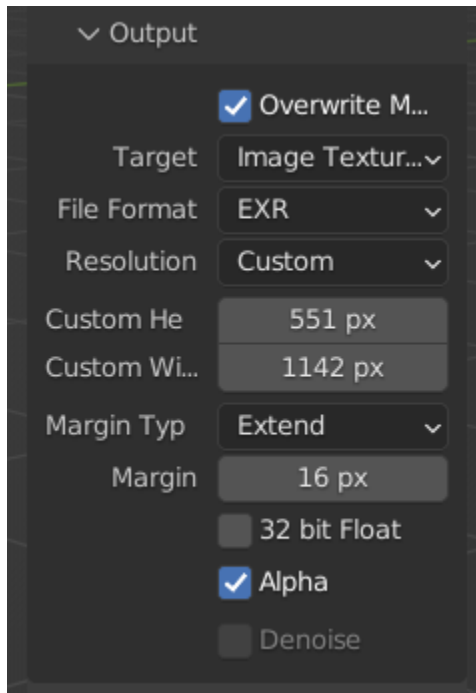 Output
Overwrite M...
Target Image Textur...
File Format EXR
Resolution Custom
Custom He 551 px
Custom Wi... 1142 px
Margin Typ Extend
Margin 16 px
32 bit Float
Alpha
Denoise